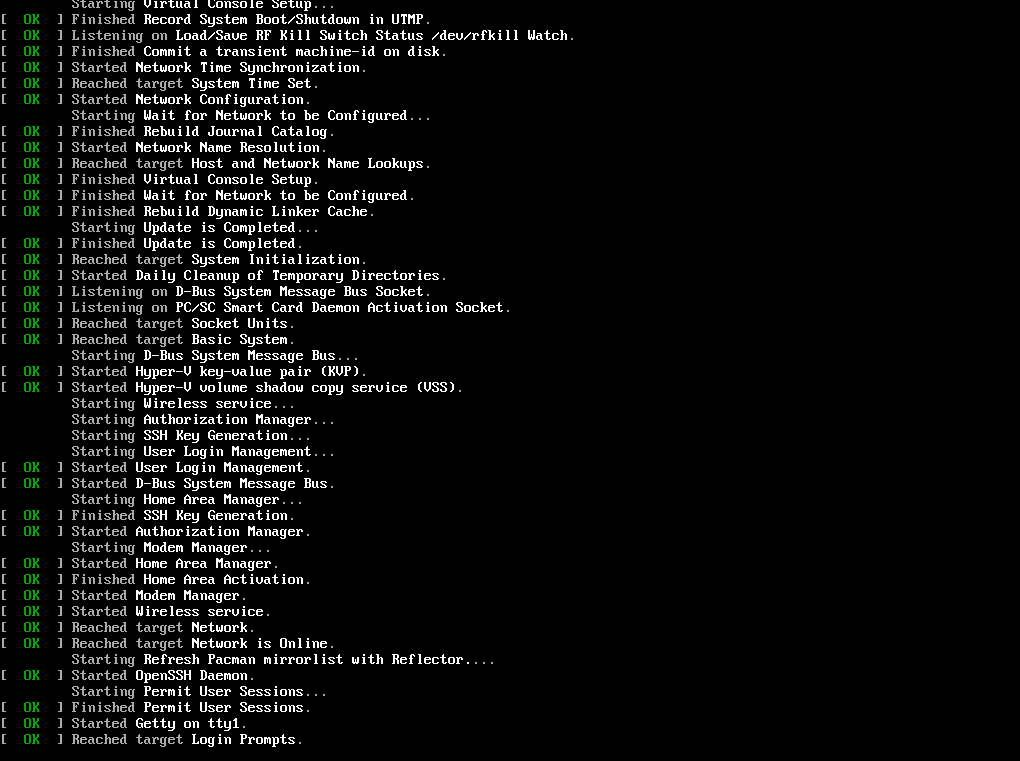 Starting Virtual Console Setup...
[  OK  ] Finished Record System Boot/Shutdown in UTMP.
[  OK  ] Listening on Load/Save RF Kill Switch Status /dev/rfkill Watch.
[  OK  ] Finished Commit a transient machine-id on disk.
[  OK  ] Started Network Time Synchronization.
[  OK  ] Reached target System Time Set.
[  OK  ] Started Network Configuration.
Starting Wait for Network to be Configured...
[  OK  ] Finished Rebuild Journal Catalog.
[  OK  ] Started Network Name Resolution.
[  OK  ] Reached target Host and Network Name Lookups.
[  OK  ] Finished Virtual Console Setup.
[  OK  ] Finished Wait for Network to be Configured.
[  OK  ] Finished Rebuild Dynamic Linker Cache.
Starting Update is Completed...
[  OK  ] Finished Update is Completed.
[  OK  ] Reached target System Initialization.
[  OK  ] Started Daily Cleanup of Temporary Directories.
[  OK  ] Listening on D-Bus System Message Bus Socket.
[  OK  ] Listening on PC/SC Smart Card Daemon Activation Socket.
[  OK  ] Reached target Socket Units.
[  OK  ] Reached target Basic System.
Starting D-Bus System Message Bus...
[  OK  ] Started Hyper-V key-value pair (KVP).
[  OK  ] Started Hyper-V volume shadow copy service (VSS).
Starting Wireless service...
Starting Authorization Manager...
Starting SSH Key Generation...
Starting User Login Management...
[  OK  ] Started User Login Management.
[  OK  ] Started D-Bus System Message Bus.
Starting Home Area Manager...
[  OK  ] Finished SSH Key Generation.
[  OK  ] Started Authorization Manager.
Starting Modem Manager...
[  OK  ] Started Home Area Manager.
[  OK  ] Finished Home Area Activation.
[  OK  ] Started Modem Manager.
[  OK  ] Started Wireless service.
[  OK  ] Reached target Network.
[  OK  ] Reached target Network is Online.
Starting Refresh Pacman mirrorlist with Reflector....
[  OK  ] Started OpenSSH Daemon.
Starting Permit User Sessions...
[  OK  ] Finished Permit User Sessions.
[  OK  ] Started Getty on tty1.
[  OK  ] Reached target Login Prompts.